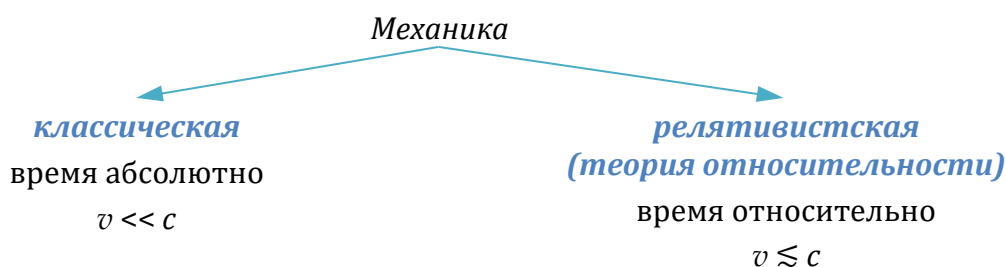 Механика
классическая
время абсолютно
v << c
релятивистская
(теория относительности)
время относительно
v ≲ c